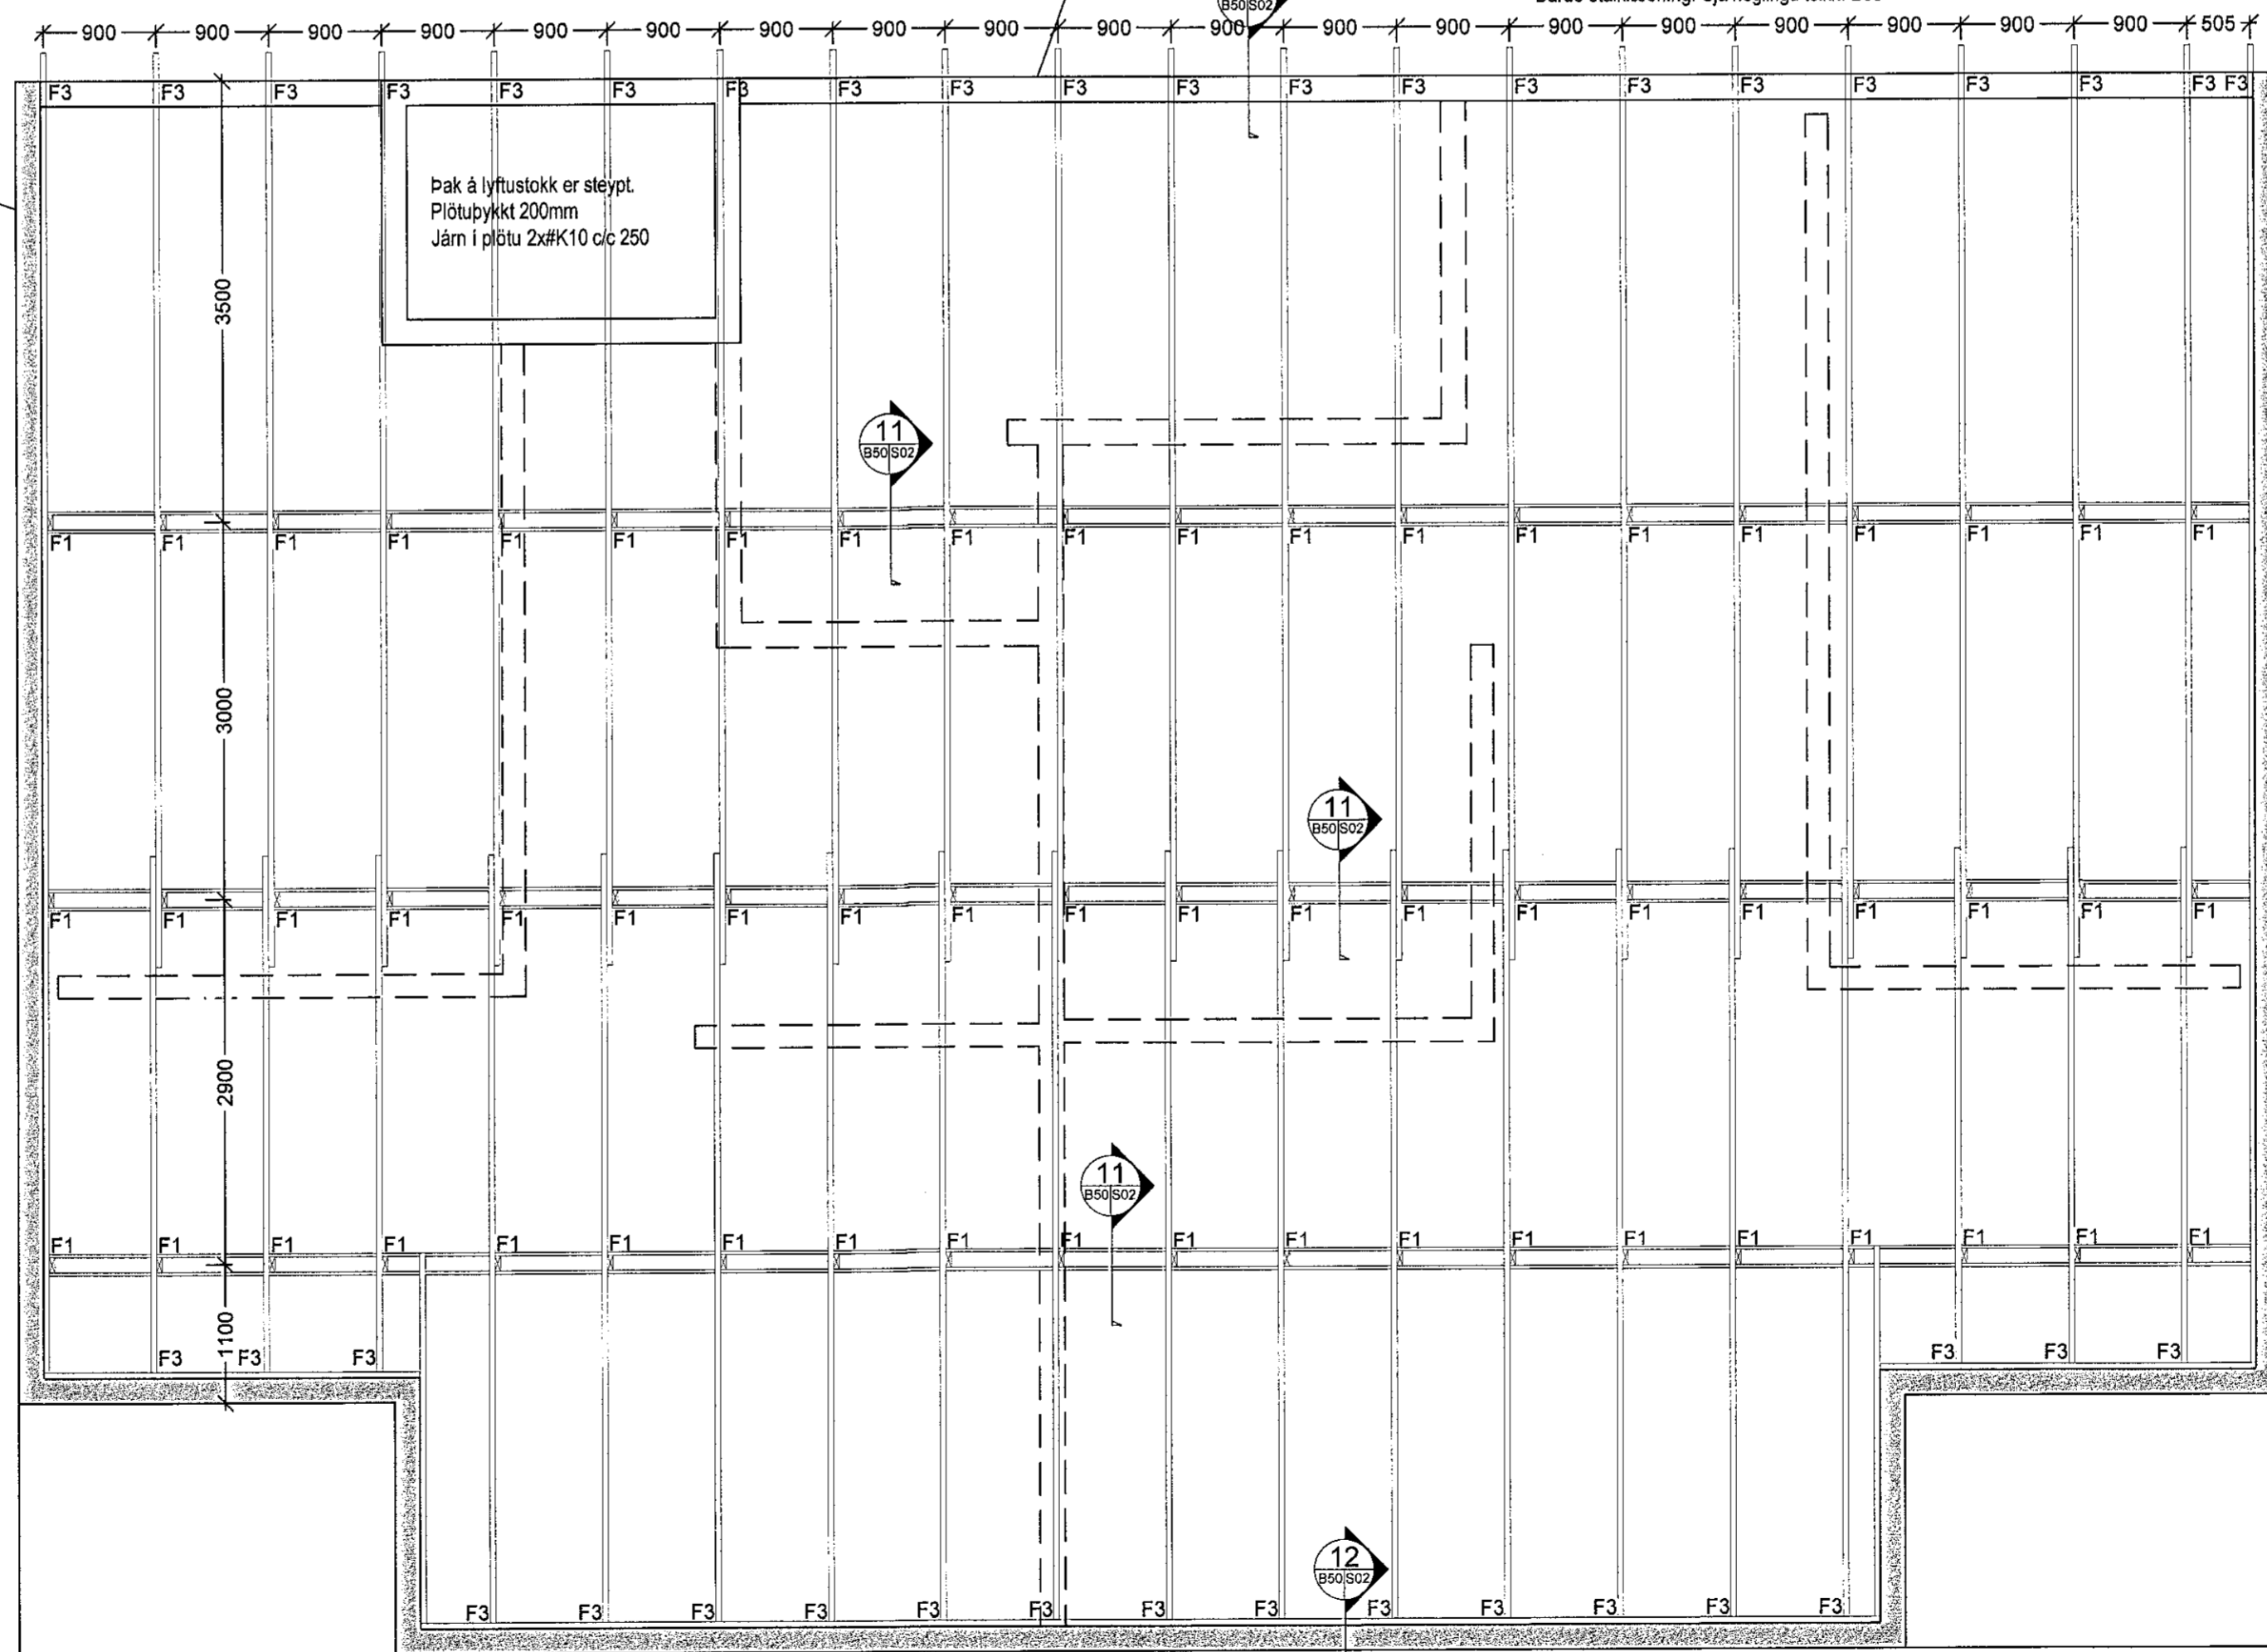 B50 S02
900 900 900 900 900 900 900 900 900 900 900 900 900 900 900 900 900 900 900 505
F3 F3 F3 F3 F3 F3 F3 F3 F3 F3 F3 F3 F3 F3 F3 F3 F3 F3 F3 F3 F3
Þak á lyftustokk er steypt.
Plötuþykkt 200mm
Járn í plötu 2x#K10 c/c 250
3500
11
B50 S02
F1 F1 F1 F1 F1 F1 F1 F1 F1 F1 F1 F1 F1 F1 F1 F1 F1 F1 F1 F1
3000
11
B50 S02
F1 F1 F1 F1 F1 F1 F1 F1 F1 F1 F1 F1 F1 F1 F1 F1 F1 F1 F1 F1
2900
11
B50 S02
F1 F1 F1 F1 F1 F1 F1 F1 F1 F1 F1 F1 F1 F1 F1 F1 F1 F1 F1 F1
1100
F3 F3 F3 F3 F3 F3
12
B50 S02
F3 F3 F3 F3 F3 F3 F3 F3 F3 F3 F3 F3 F3